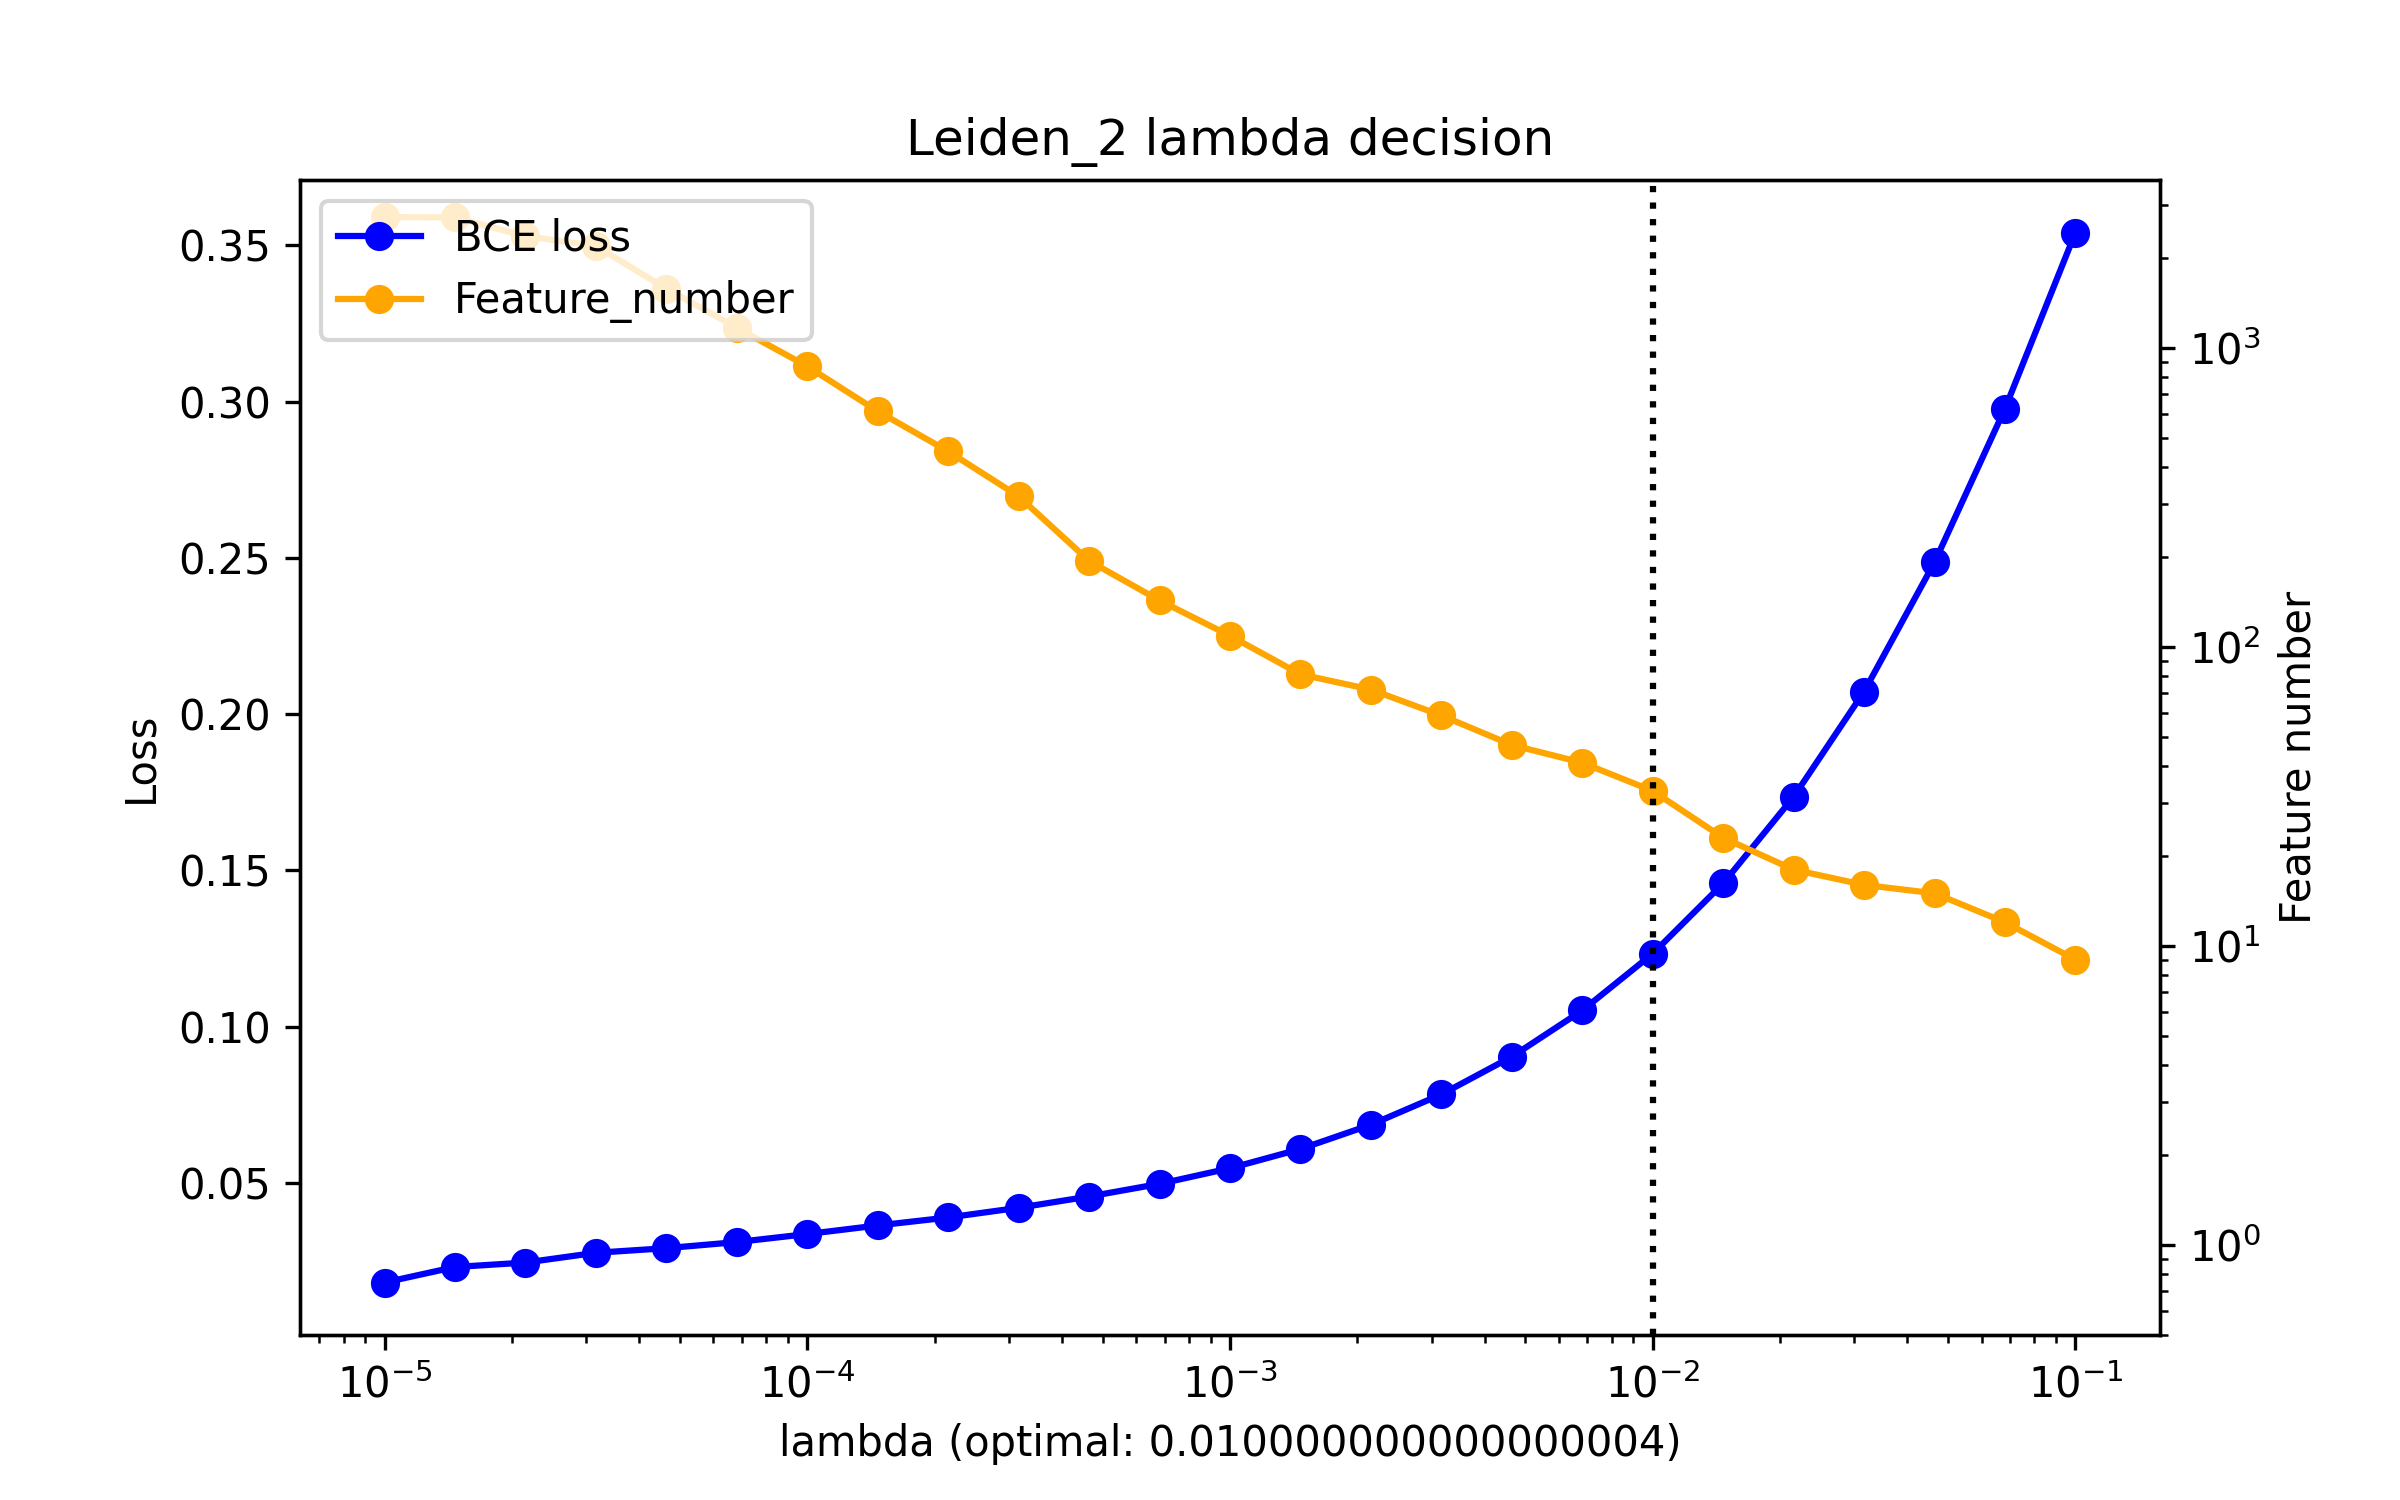 Leiden_2 lambda decision
BCE loss
Feature_number
Loss
0.35
0.30
0.25
0.20
0.15
0.10
0.05
10³
10²
10¹
10⁰
Feature number
10⁻⁵ 10⁻⁴ 10⁻³ 10⁻² 10⁻¹
lambda (optimal: 0.010000000000000004)